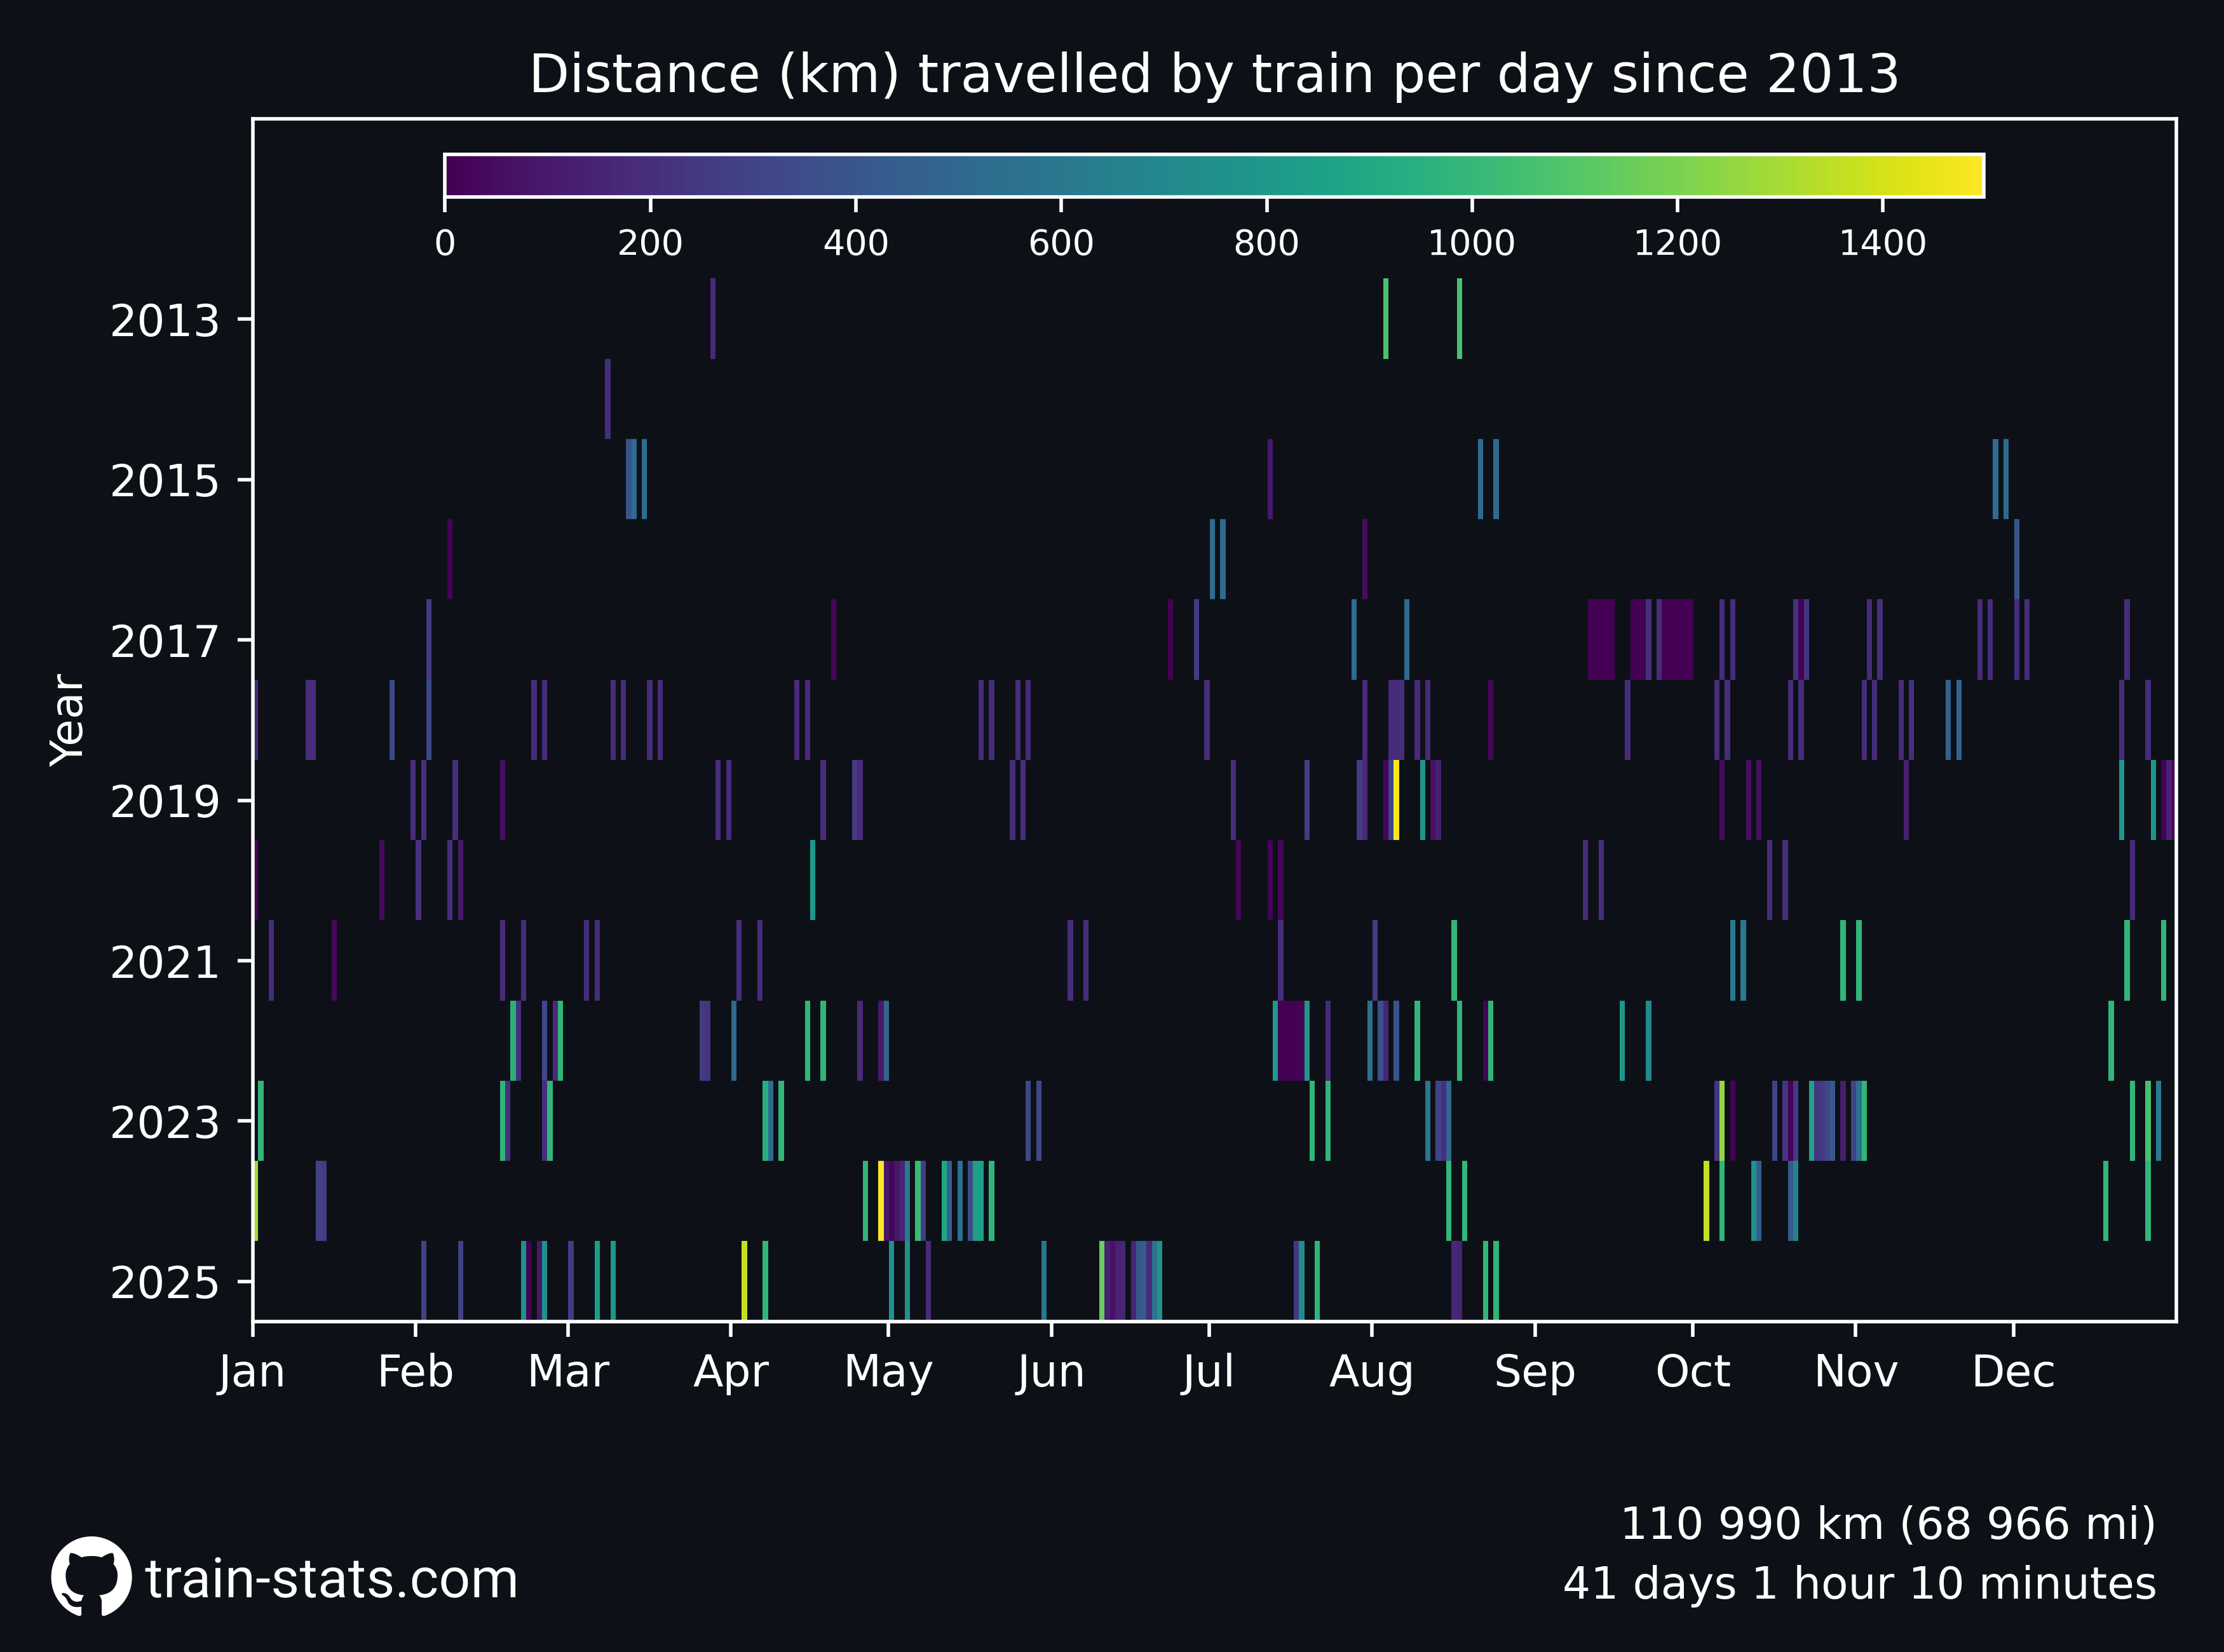 Distance (km) travelled by train per day since 2013
0 200 400 600 800 1000 1200 1400
2013
2015
2017
2019
2021
2023
2025
Year
Jan Feb Mar Apr May Jun Jul Aug Sep Oct Nov Dec
110 990 km (68 966 mi)
41 days 1 hour 10 minutes
train-stats.com